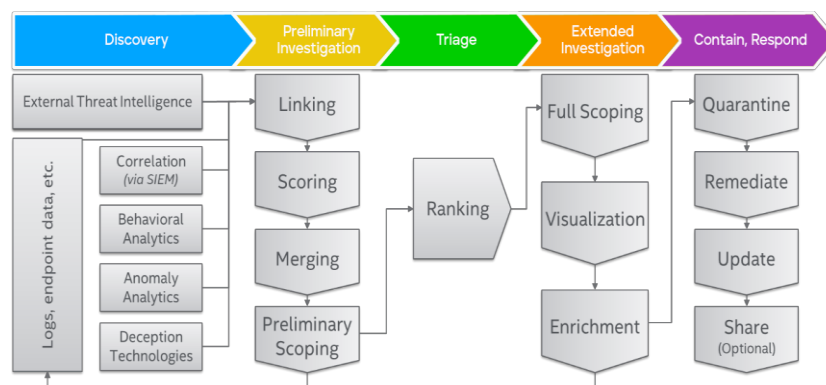 Discovery
Preliminary
Investigation
Triage
Extended
Investigation
Contain, Respond
External Threat Intelligence
Logs, endpoint data, etc.
Correlation
(via SIEM)
Behavioral
Analytics
Anomaly
Analytics
Deception
Technologies
Linking
Scoring
Merging
Preliminary
Scoping
Ranking
Full Scoping
Visualization
Enrichment
Quarantine
Remediate
Update
Share
(Optional)